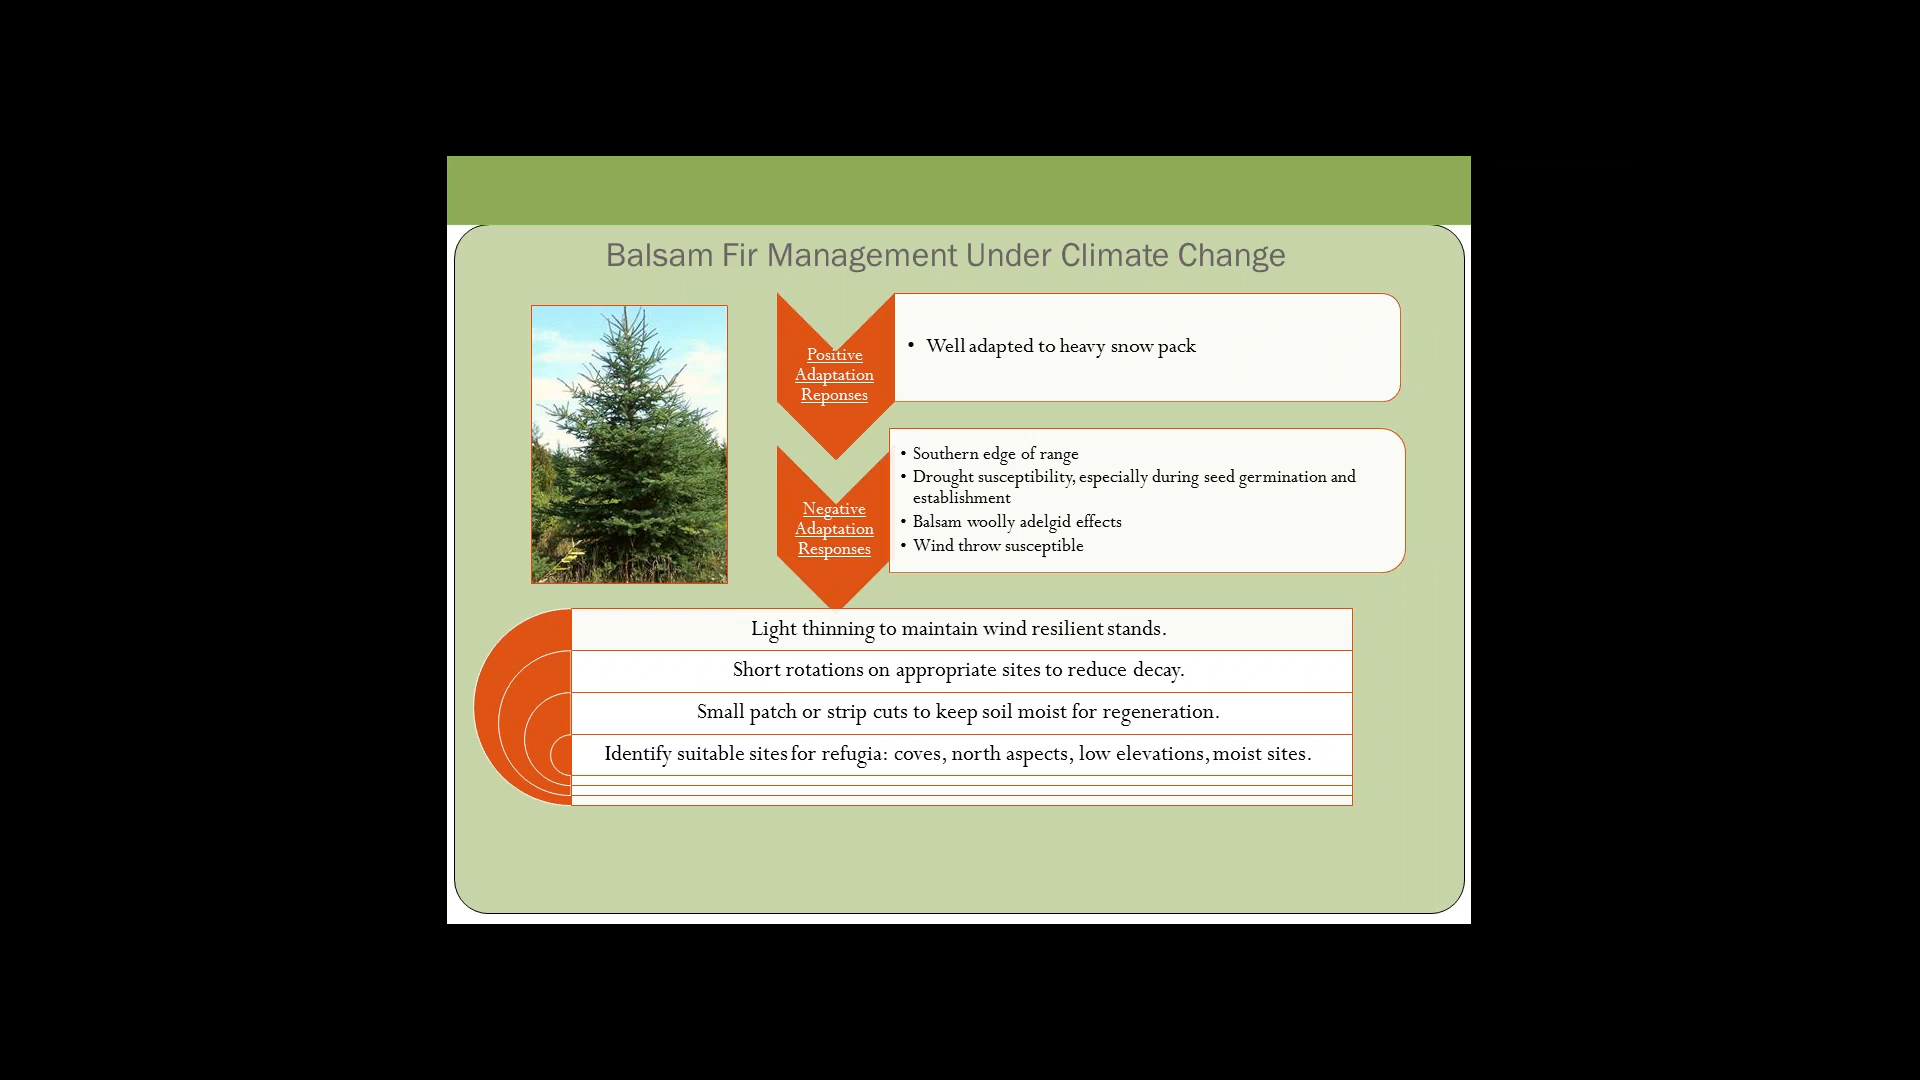 Balsam Fir Management Under Climate Change
Positive
Adaptation
Reponses
• Well adapted to heavy snow pack
Negative
Adaptation
Responses
• Southern edge of range
• Drought susceptibility, especially during seed germination and
establishment
• Balsam woolly adelgid effects
• Wind throw susceptible
Light thinning to maintain wind resilient stands.
Short rotations on appropriate sites to reduce decay.
Small patch or strip cuts to keep soil moist for regeneration.
Identify suitable sites for refugia: coves, north aspects, low elevations, moist sites.